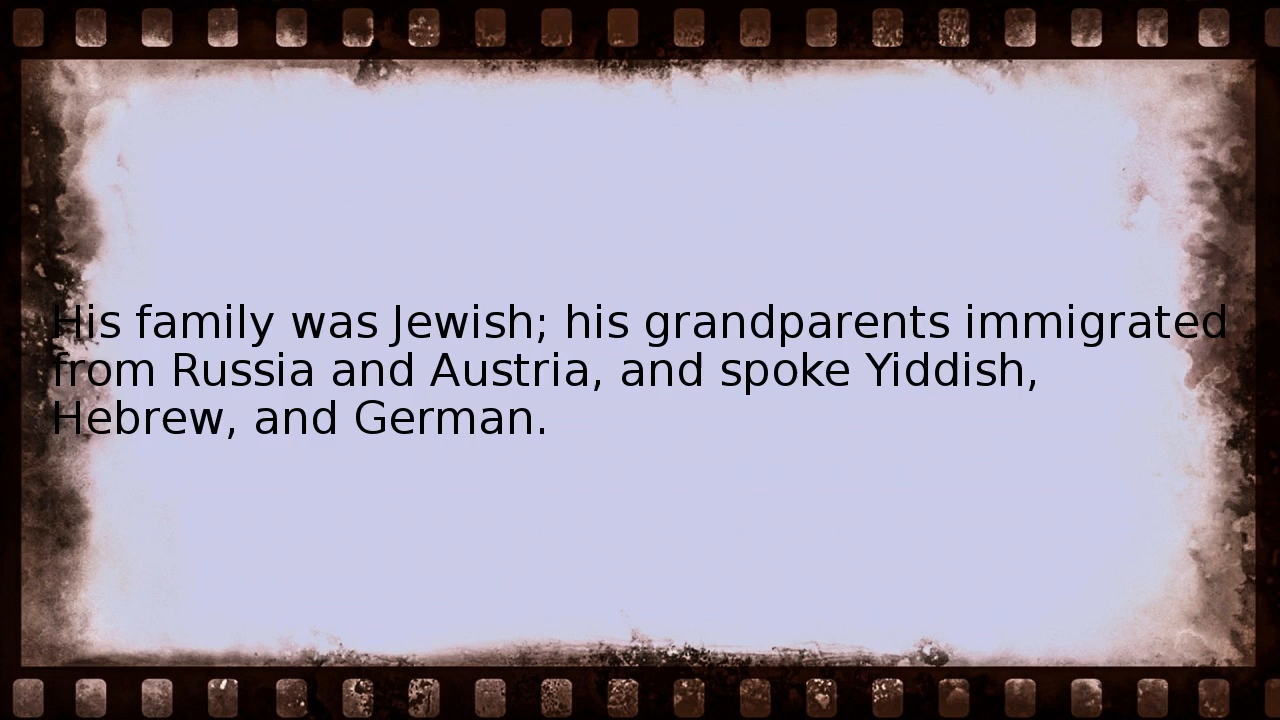 His family was Jewish; his grandparents immigrated
from Russia and Austria, and spoke Yiddish,
Hebrew, and German.